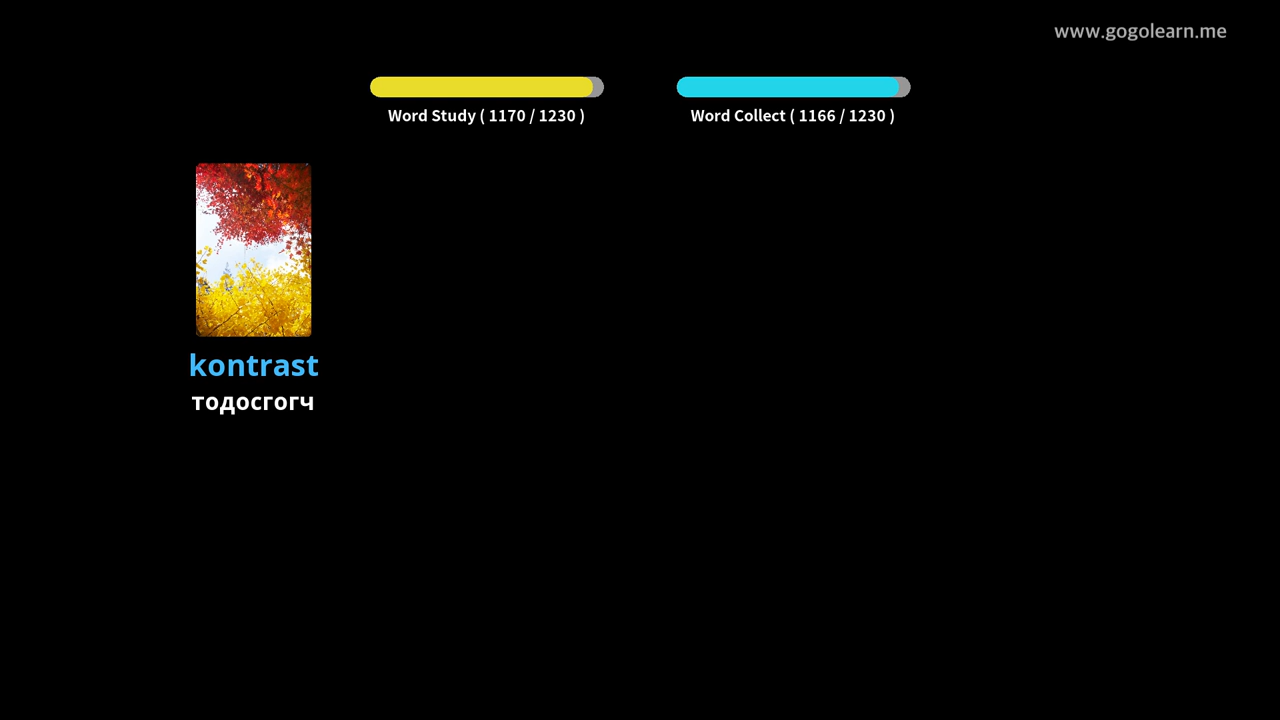 www.gogolearn.me
Word Study ( 1170 / 1230 )
Word Collect ( 1166 / 1230 )
kontrast
тодосгогч